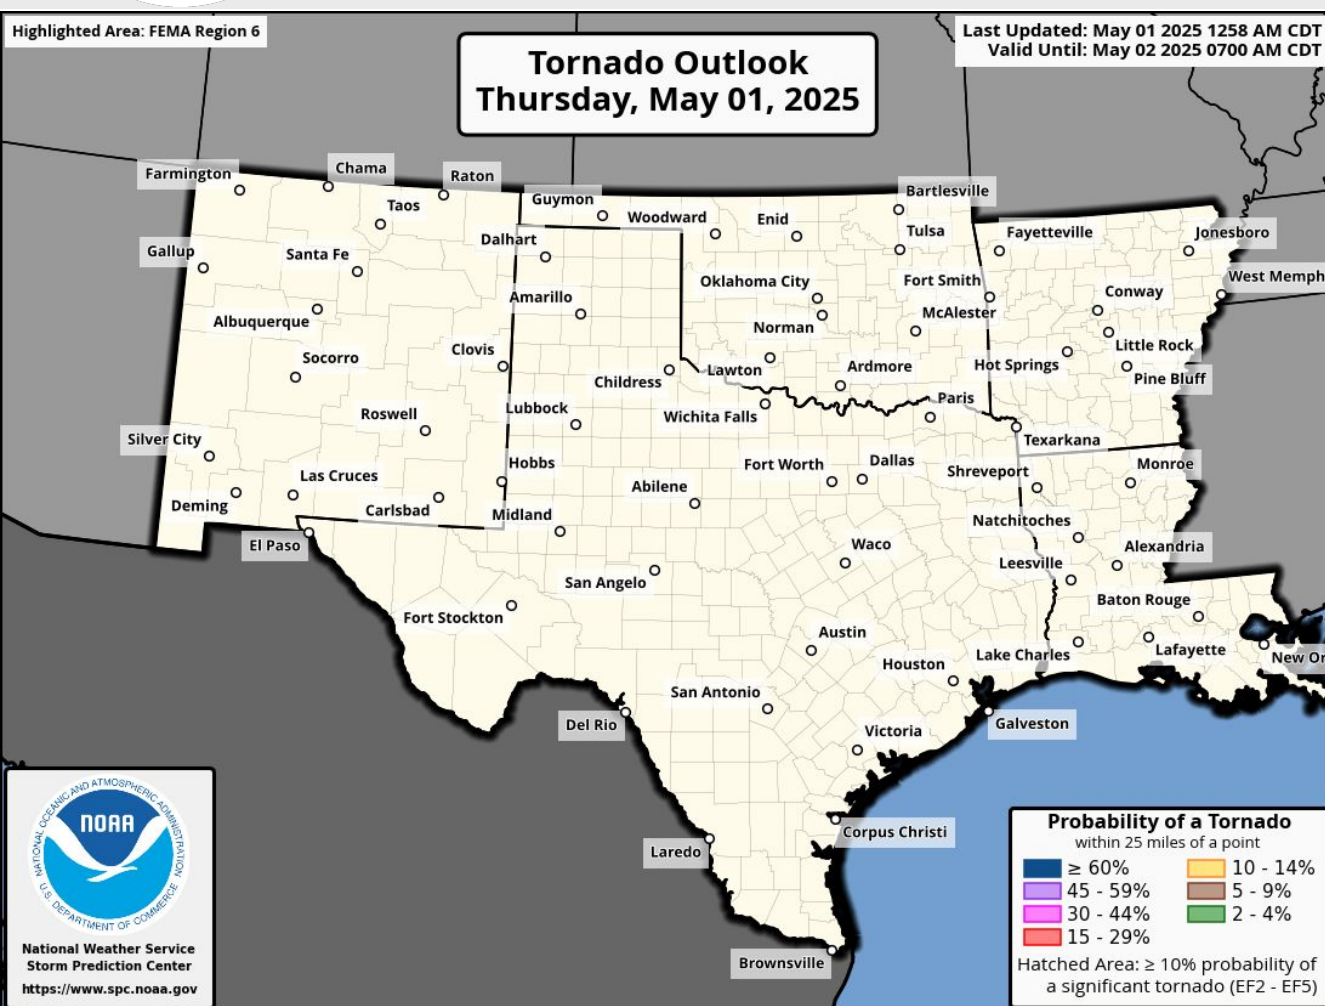 Highlighted Area: FEMA Region 6
Last Updated: May 01 2025 1258 AM CDT
Valid Until: May 02 2025 0700 AM CDT
Tornado Outlook
Thursday, May 01, 2025
Farmington
Chama
Raton
Taos
Guymon
Woodward
Enid
Bartlesville
Tulsa
Fayetteville
Jonesboro
Gallup
Santa Fe
Dalhart
Oklahoma City
Fort Smith
West Memph
Conway
Amarillo
Albuquerque
Norman
McAlester
Little Rock
Socorro
Clovis
Childress
Lawton
Ardmore
Hot Springs
Pine Bluff
Roswell
Lubbock
Wichita Falls
Paris
Texarkana
Silver City
Las Cruces
Hobbs
Fort Worth
Dallas
Shreveport
Monroe
Deming
Carlsbad
Midland
Abilene
Natchitoches
El Paso
Waco
Alexandria
San Angelo
Leesville
Fort Stockton
Baton Rouge
Austin
Houston
Lake Charles
Lafayette
New Or
San Antonio
Del Rio
Victoria
Galveston
Corpus Christi
Laredo
Brownsville
NATIONAL OCEANIC AND ATMOSPHERIC ADMINISTRATION
NOAA
U.S. DEPARTMENT OF COMMERCE
National Weather Service
Storm Prediction Center
https://www.spc.noaa.gov
Probability of a Tornado
within 25 miles of a point
≥ 60%
10 - 14%
45 - 59%
5 - 9%
30 - 44%
2 - 4%
15 - 29%
Hatched Area: ≥ 10% probability of
a significant tornado (EF2 - EF5)